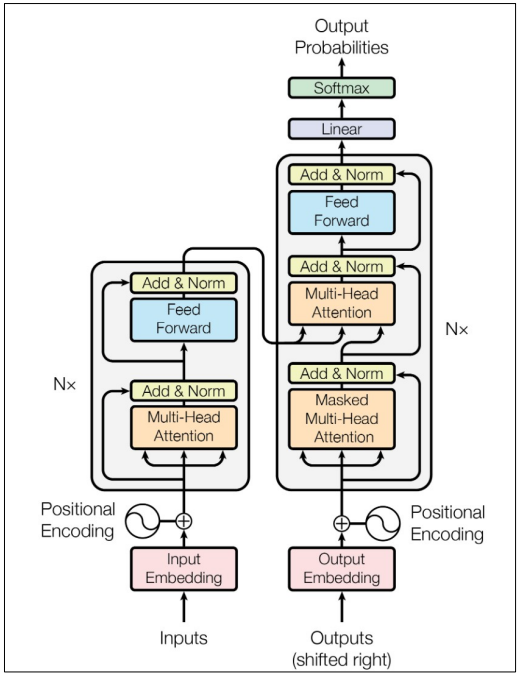 Output
Probabilities
Softmax
Linear
Add & Norm
Feed
Forward
Add & Norm
Multi-Head
Attention
Add & Norm
Masked
Multi-Head
Attention
Nx
Add & Norm
Feed
Forward
Add & Norm
Multi-Head
Attention
Nx
Positional
Encoding
Positional
Encoding
Input
Embedding
Output
Embedding
Inputs
Outputs
(shifted right)